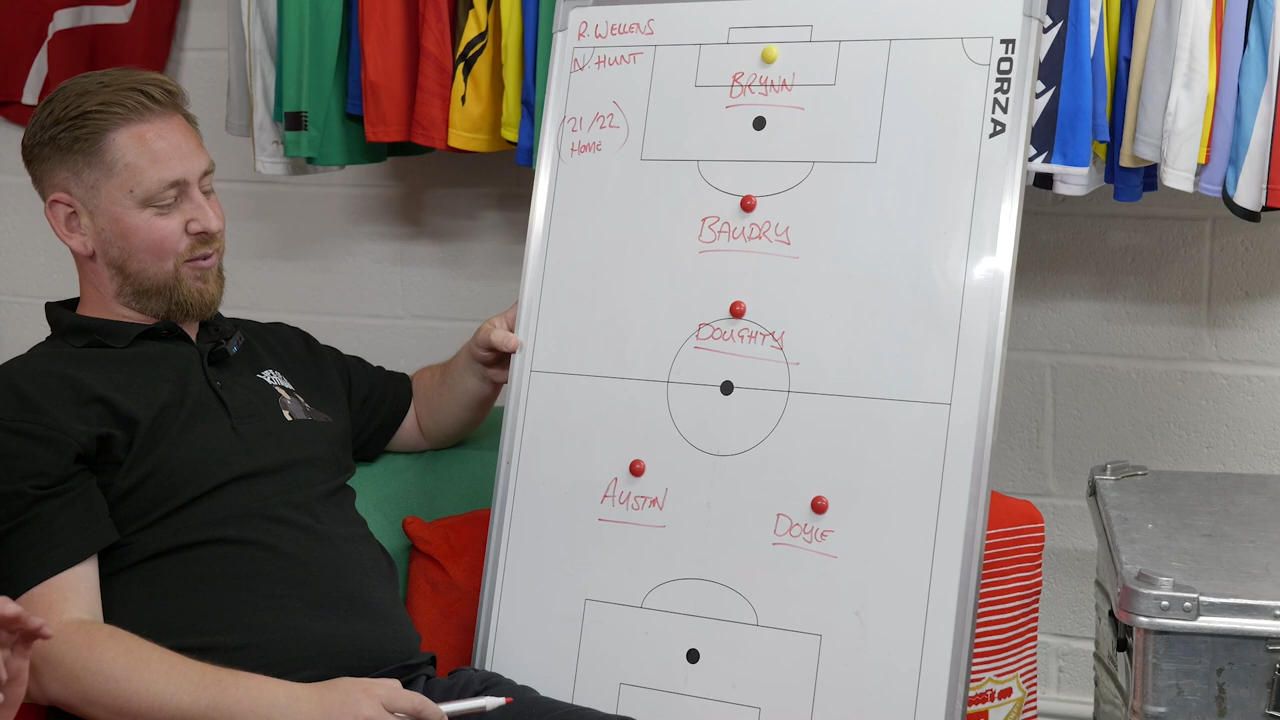 R. WELLENS
N. HUNT
(21/22)
HOME
BRYNN
FORZA
BAUDRY
DOUGHTY
AUSTIN
DOYLE